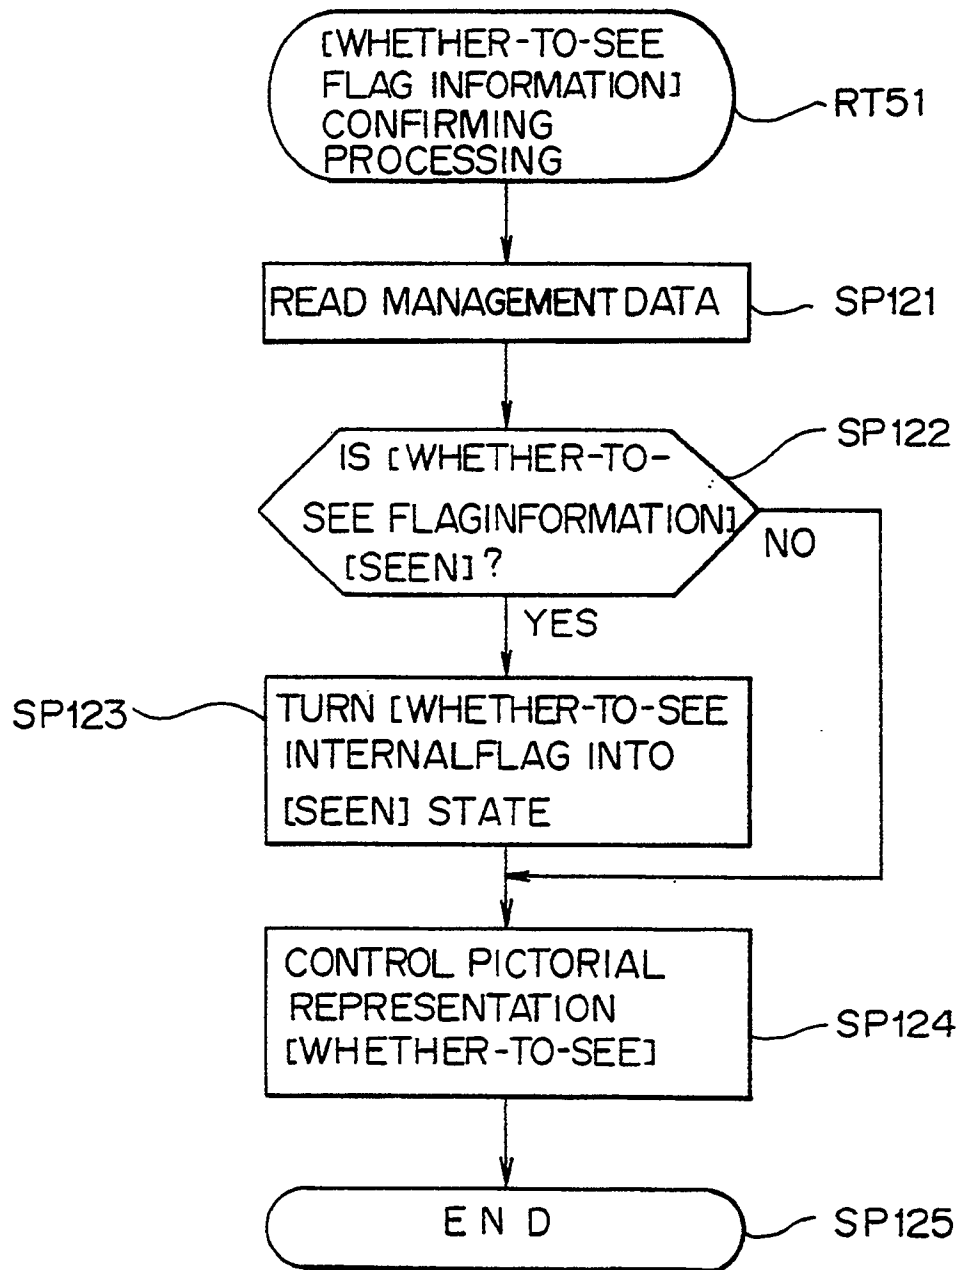 [WHETHER-TO-SEE
FLAG INFORMATION]
CONFIRMING
PROCESSING
RT51
READ MANAGEMENT DATA
SP121
SP122
IS [WHETHER-TO-
SEE FLAGINFORMATION]
[SEEN]?
NO
YES
SP123
TURN [WHETHER-TO-SEE
INTERNALFLAG INTO
[SEEN] STATE
CONTROL PICTORIAL
REPRESENTATION
[WHETHER-TO-SEE]
SP124
END
SP125